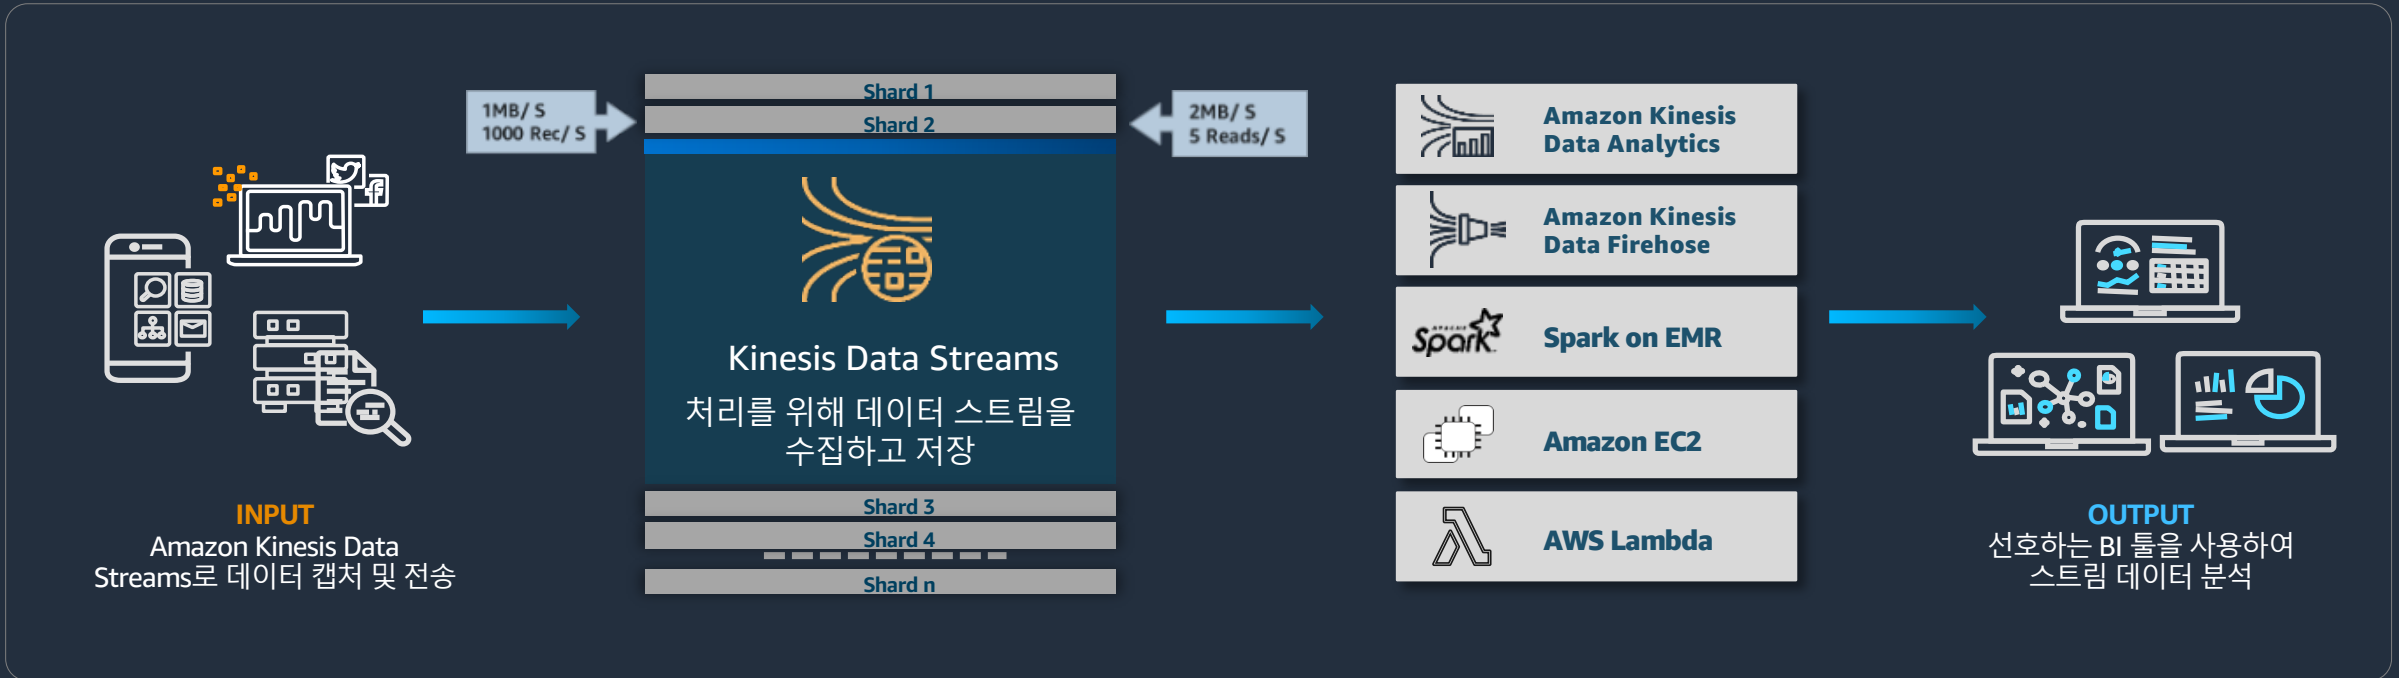 1MB/ S
1000 Rec/ S
INPUT
Amazon Kinesis Data
Streams로 데이터 캡처 및 전송
Shard 1
Shard 2
Kinesis Data Streams
처리를 위해 데이터 스트림을
수집하고 저장
Shard 3
Shard 4
Shard n
2MB/ S
5 Reads/ S
Amazon Kinesis
Data Analytics
Amazon Kinesis
Data Firehose
APACHE
Spark
Spark on EMR
Amazon EC2
AWS Lambda
OUTPUT
선호하는 BI 툴을 사용하여
스트림 데이터 분석